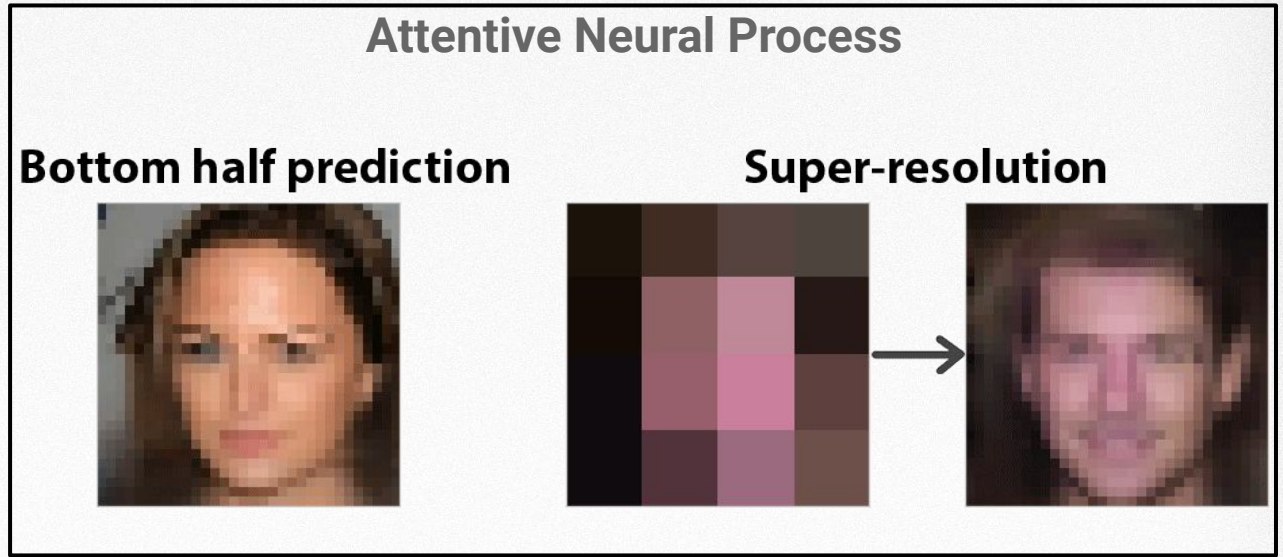 Attentive Neural Process
Bottom half prediction
Super-resolution